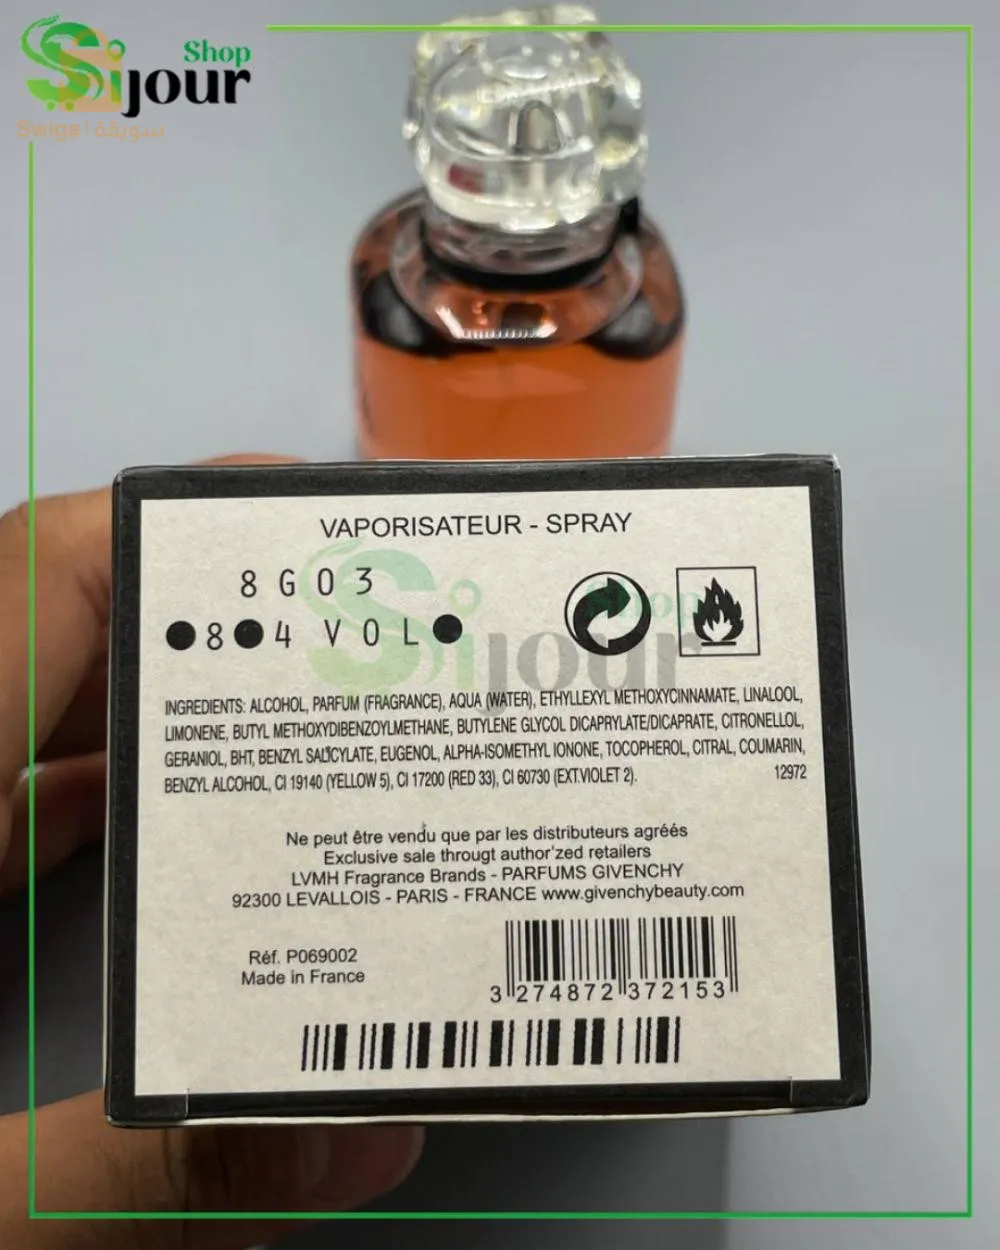 Sijour Shop
Swiga | سويقة
VAPORISATEUR - SPRAY
8G03
●8●4 VOL●
Sijour Shop
INGREDIENTS: ALCOHOL, PARFUM (FRAGRANCE), AQUA (WATER), ETHYLLEXYL METHOXYCINNAMATE, LINALOOL,
LIMONENE, BUTYL METHOXYDIBENZOYLMETHANE, BUTYLENE GLYCOL DICAPRYLATE/DICAPRATE, CITRONELLOL,
GERANIOL, BHT, BENZYL SALICYLATE, EUGENOL, ALPHA-ISOMETHYL IONONE, TOCOPHEROL, CITRAL, COUMARIN,
BENZYL ALCOHOL, CI 19140 (YELLOW 5), CI 17200 (RED 33), CI 60730 (EXT.VIOLET 2). 12972
Ne peut être vendu que par les distributeurs agréés
Exclusive sale througt author'zed retailers
LVMH Fragrance Brands - PARFUMS GIVENCHY
92300 LEVALLOIS - PARIS - FRANCE www.givenchybeauty.com
Réf. P069002
Made in France
3 274872 372153